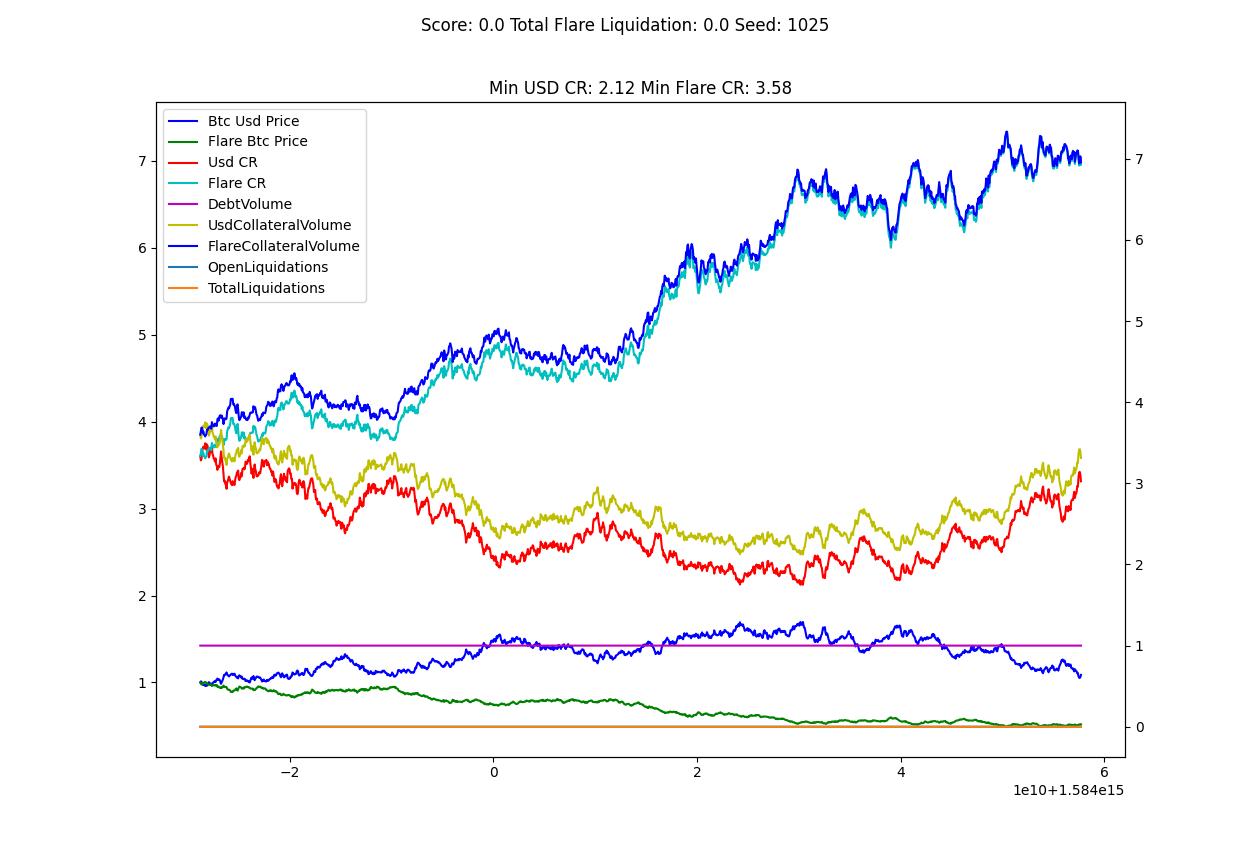 Score: 0.0 Total Flare Liquidation: 0.0 Seed: 1025
Min USD CR: 2.12 Min Flare CR: 3.58
Btc Usd Price
Flare Btc Price
Usd CR
Flare CR
DebtVolume
UsdCollateralVolume
FlareCollateralVolume
OpenLiquidations
TotalLiquidations
7
6
5
4
3
2
1
7
6
5
4
3
2
1
0
−2
0
2
4
6
1e10+1.584e15